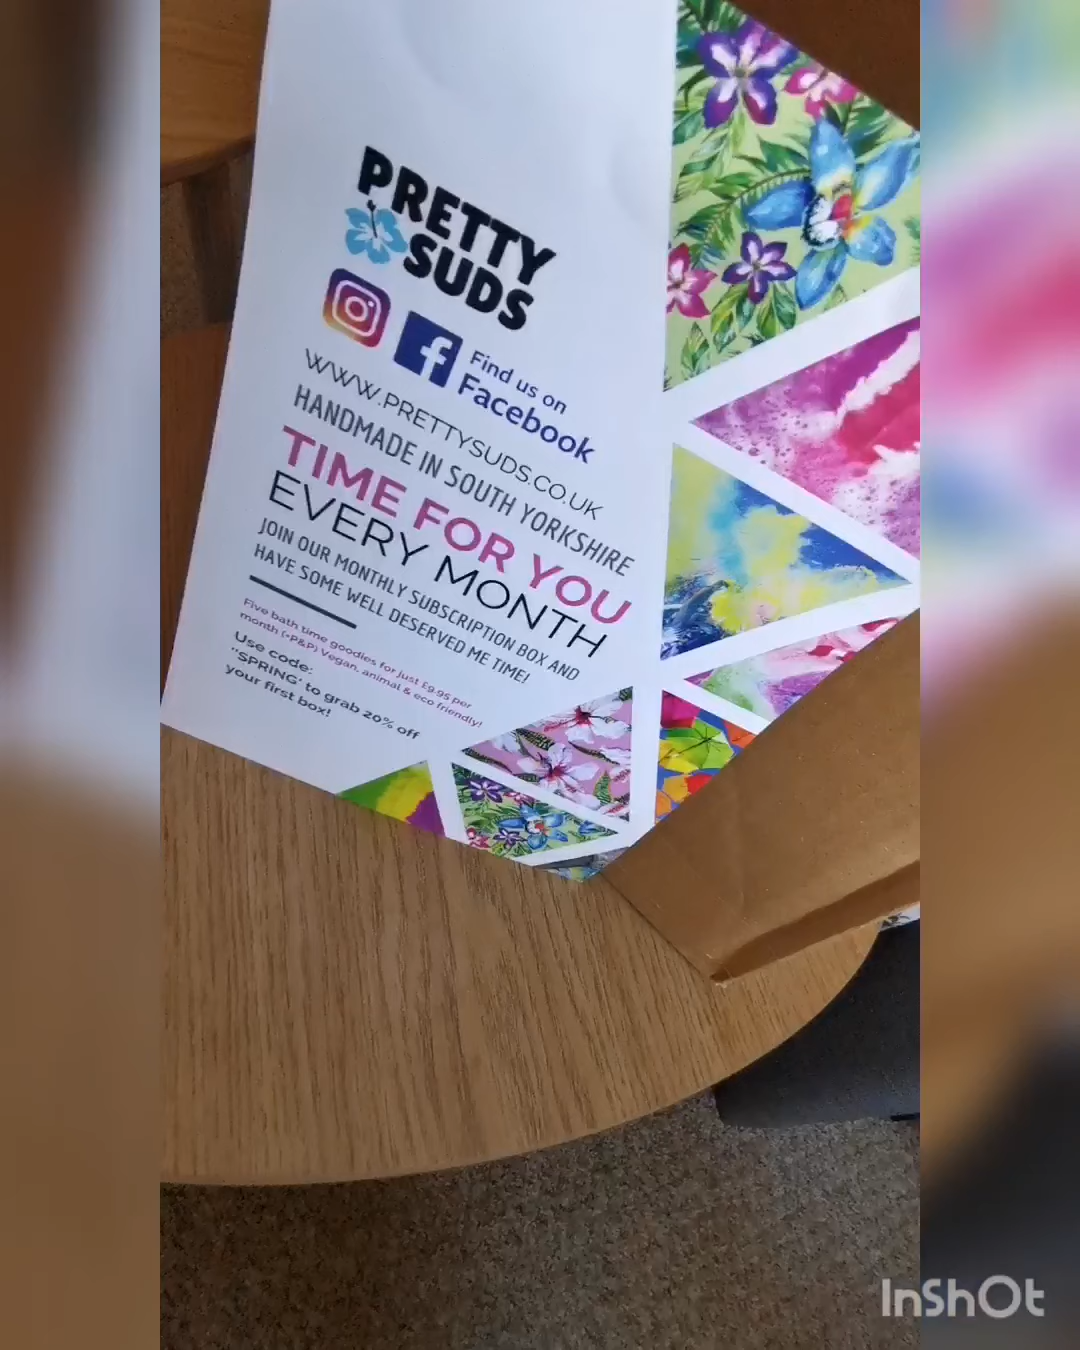 PRETTY
SUDS
Find us on
Facebook
WWW.PRETTYSUDS.CO.UK
HANDMADE IN SOUTH YORKSHIRE
TIME FOR YOU
EVERY MONTH
JOIN OUR MONTHLY SUBSCRIPTION BOX AND
HAVE SOME WELL DESERVED ME TIME!
Five bath time goodies for just £9.95 per
month (+P&P) Vegan, animal & eco friendly!
Use code:
"SPRING' to grab 20% off
your first box!
InShOt